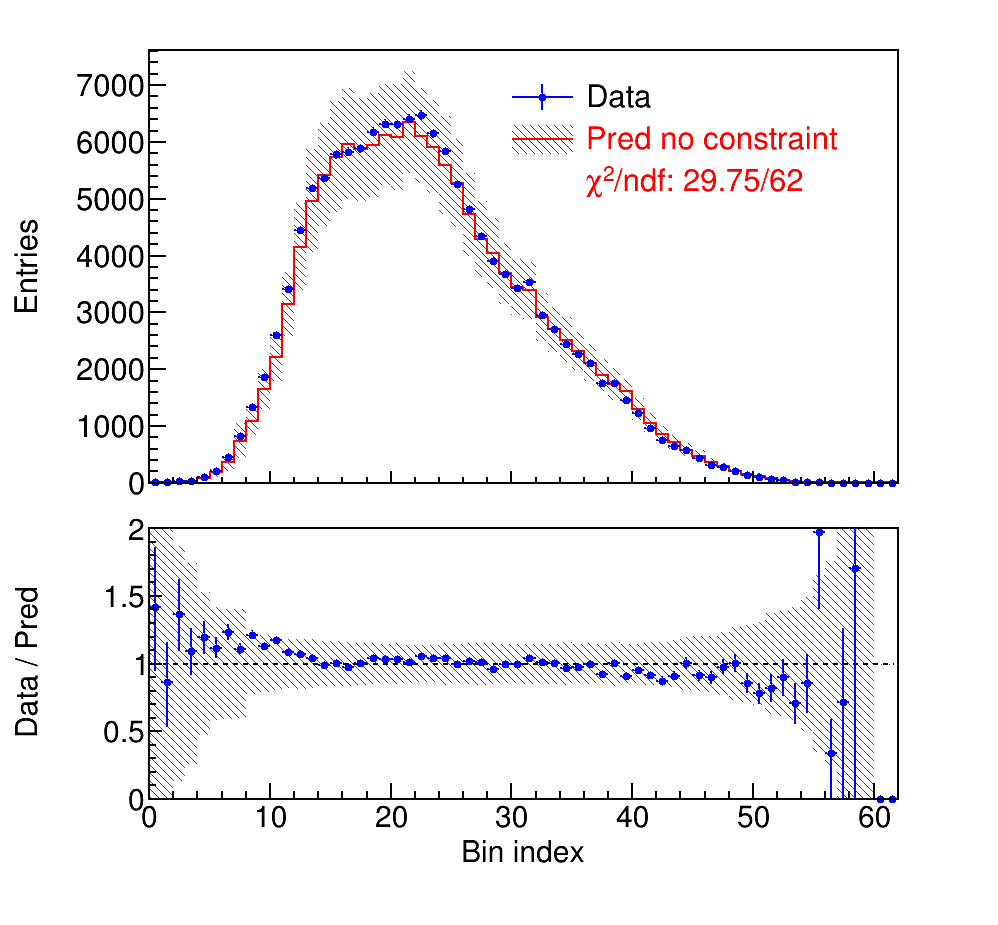 Entries
7000
6000
5000
4000
3000
2000
1000
0
Data
Pred no constraint
χ²/ndf: 29.75/62
Data / Pred
2
1.5
1
0.5
0
0 10 20 30 40 50 60
Bin index